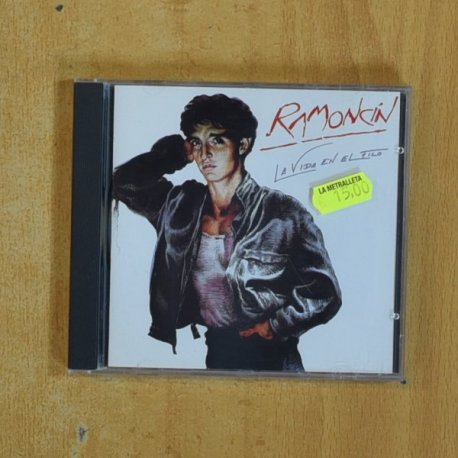 RAMONCÍN
LA VIDA EN EL FILO
LA METRALLETA
15,00